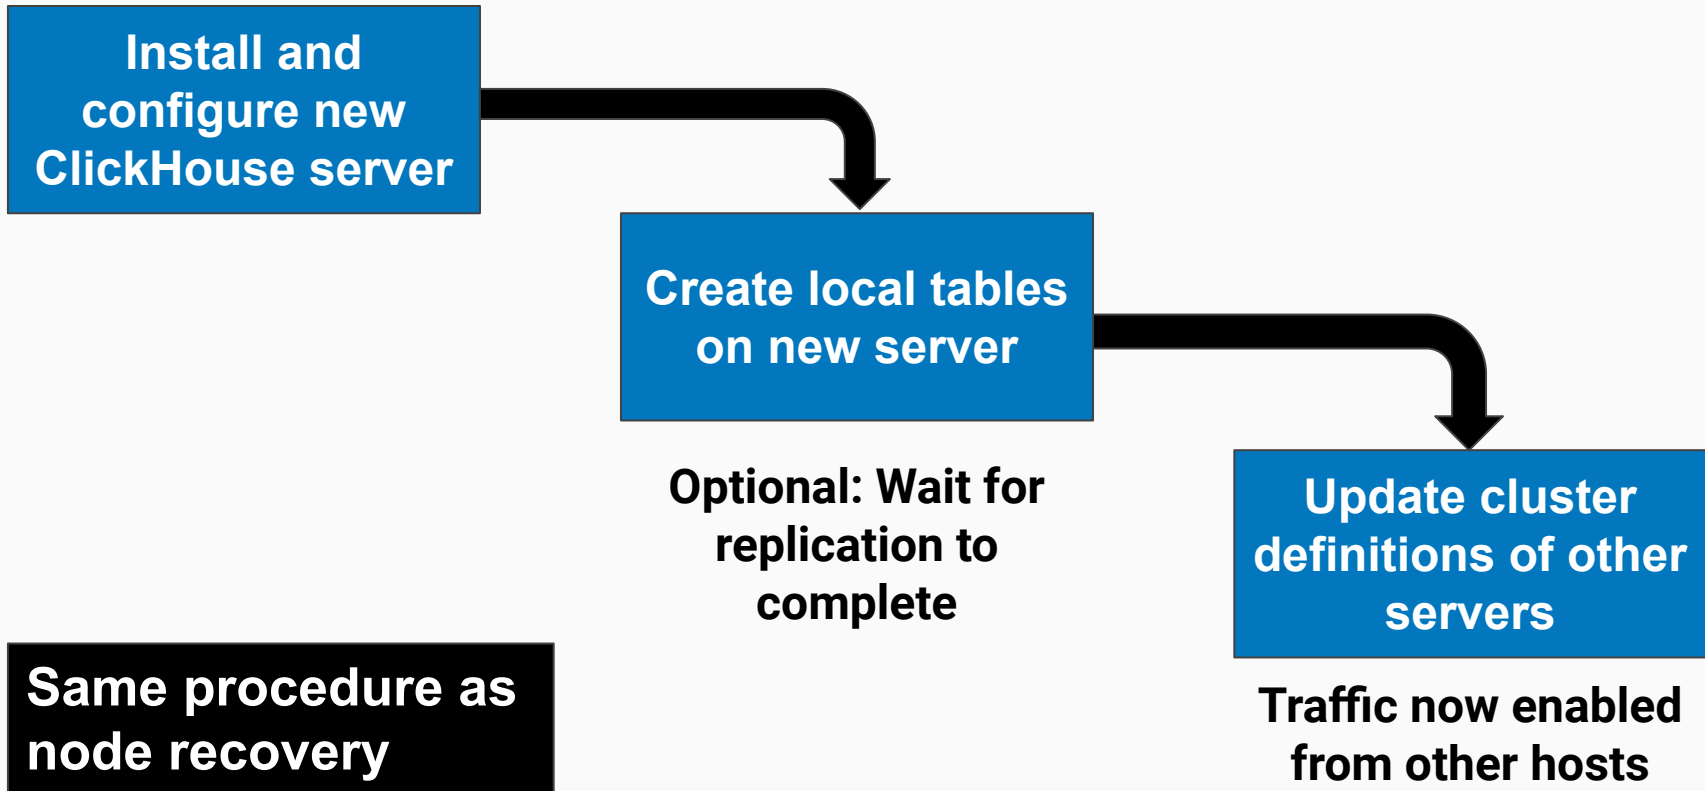 Install and
configure new
ClickHouse server
Create local tables
on new server
Optional: Wait for
replication to
complete
Update cluster
definitions of other
servers
Traffic now enabled
from other hosts
Same procedure as
node recovery